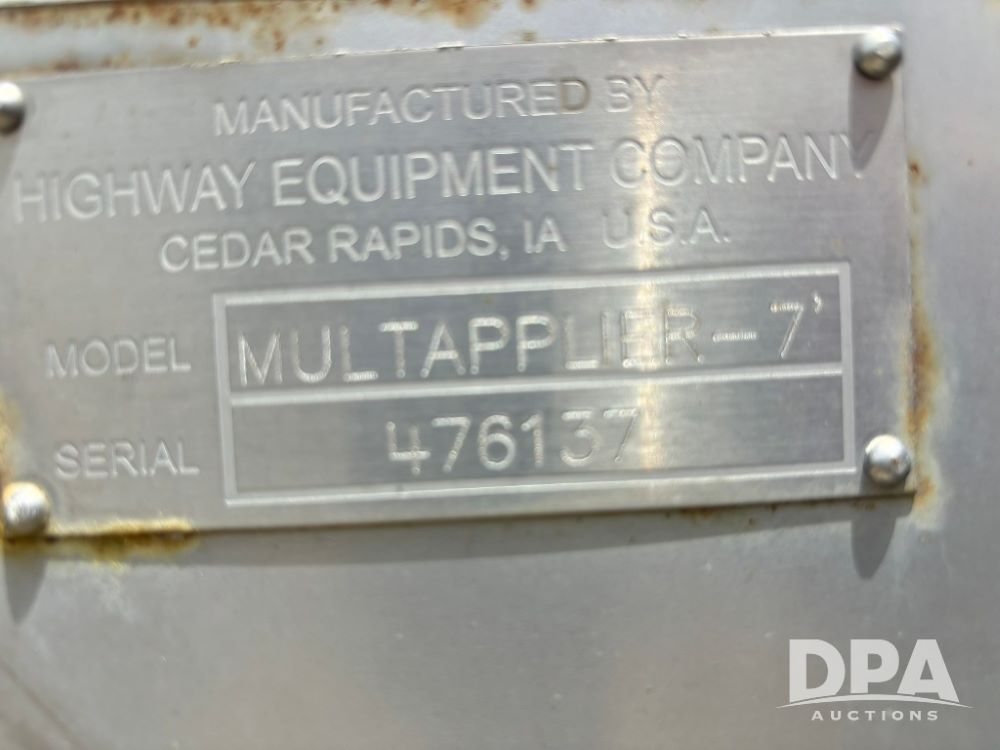 MANUFACTURED BY
HIGHWAY EQUIPMENT COMPANY
CEDAR RAPIDS, IA U.S.A.
MODEL MULTAPPLIER-7'
SERIAL 476137
DPA
AUCTIONS